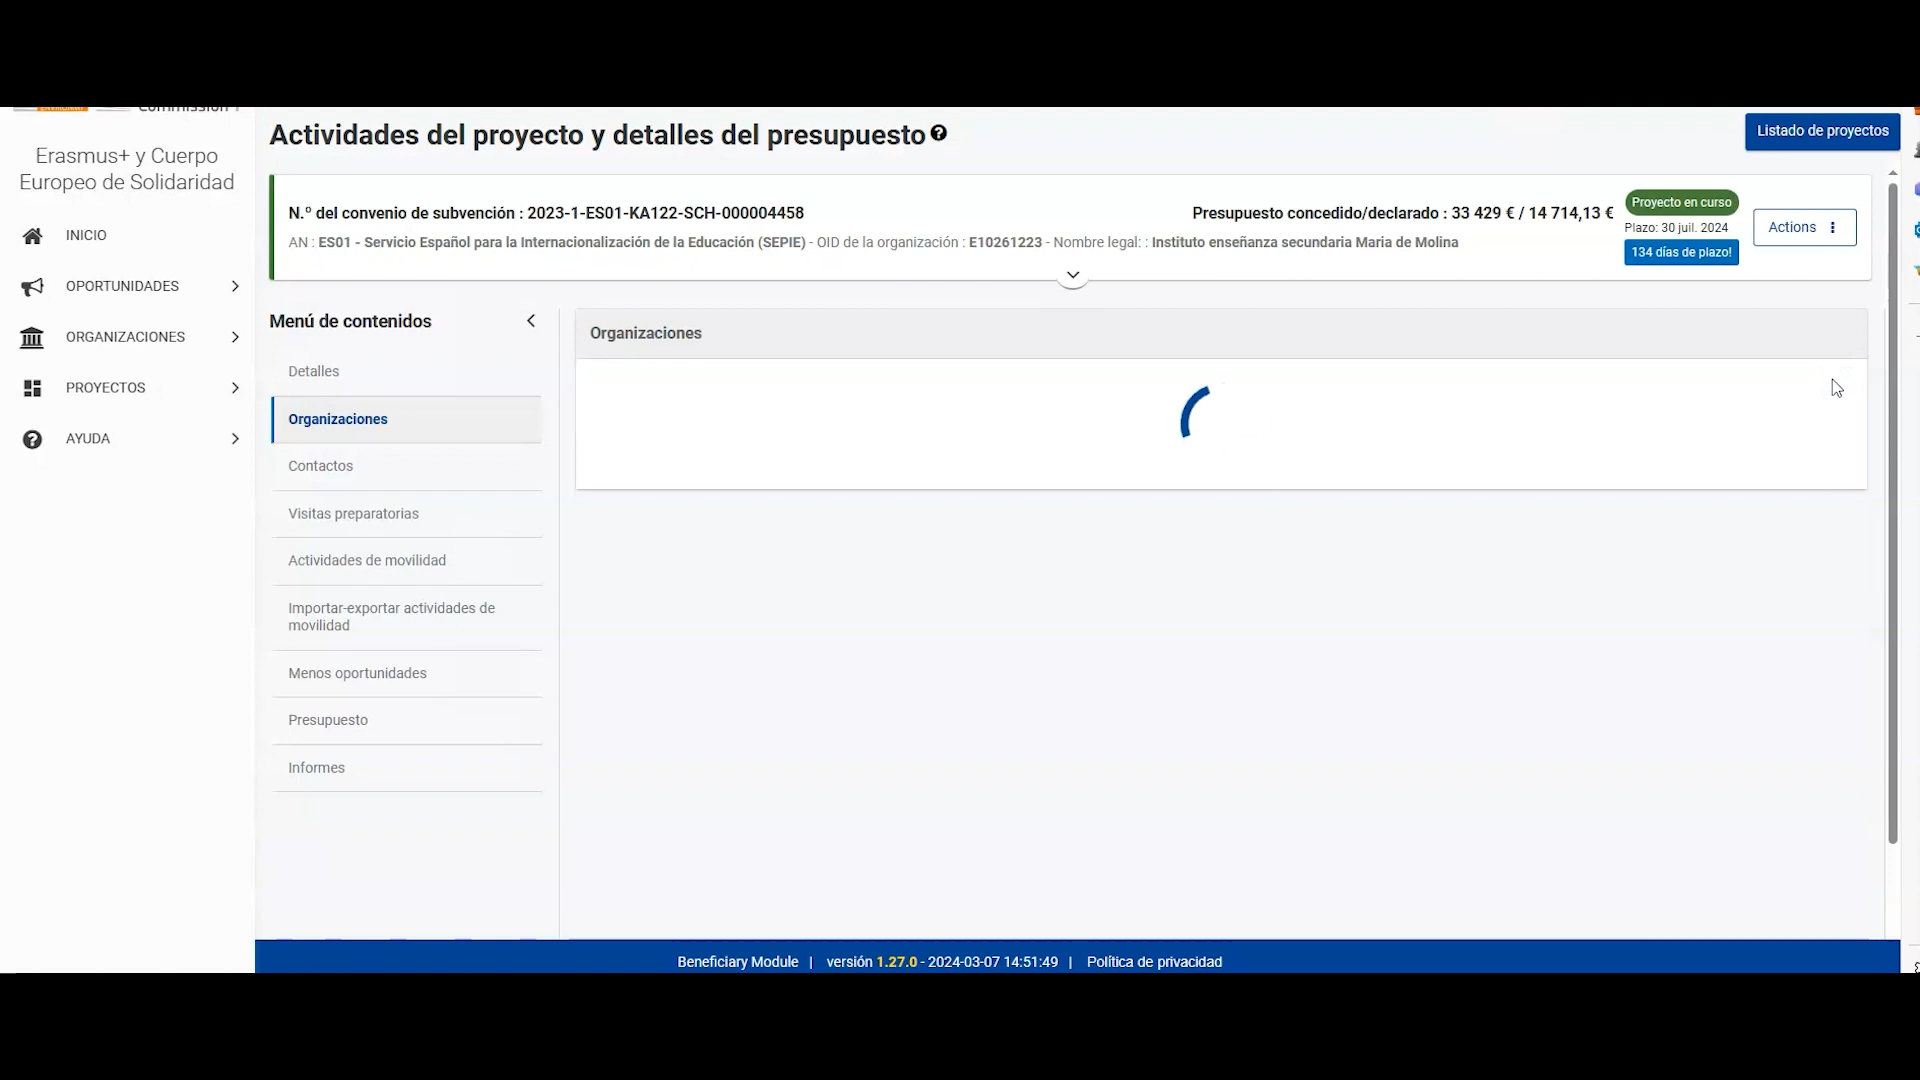 Commission
Erasmus+ y Cuerpo
Europeo de Solidaridad
INICIO
OPORTUNIDADES
ORGANIZACIONES
PROYECTOS
AYUDA
Actividades del proyecto y detalles del presupuesto
Listado de proyectos
N.º del convenio de subvención : 2023-1-ES01-KA122-SCH-000004458
Presupuesto concedido/declarado : 33 429 € / 14 714,13 €
Proyecto en curso
Plazo: 30 juil. 2024
134 días de plazo!
Actions
AN : ES01 - Servicio Español para la Internacionalización de la Educación (SEPIE) - OID de la organización : E10261223 - Nombre legal: : Instituto enseñanza secundaria Maria de Molina
Menú de contenidos
Detalles
Organizaciones
Contactos
Visitas preparatorias
Actividades de movilidad
Importar-exportar actividades de
movilidad
Menos oportunidades
Presupuesto
Informes
Organizaciones
Beneficiary Module | versión 1.27.0 - 2024-03-07 14:51:49 | Política de privacidad